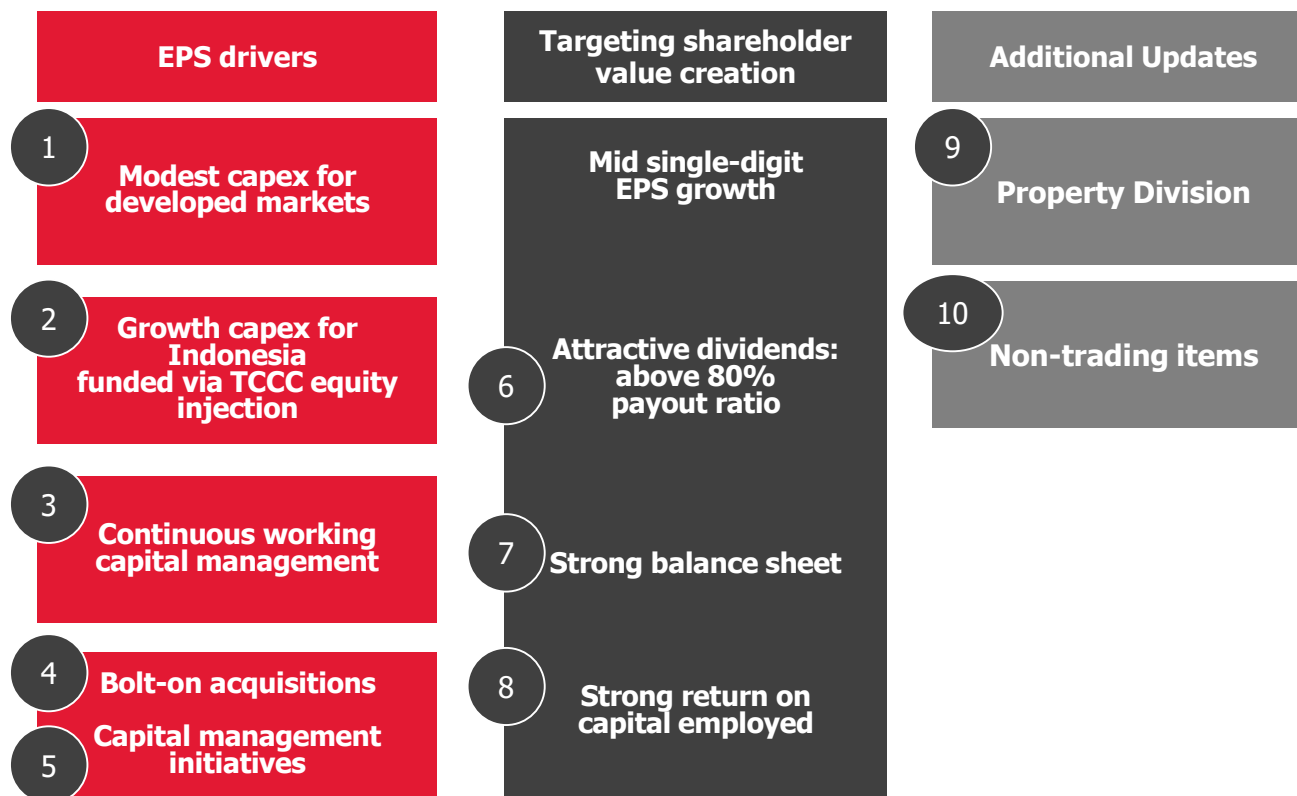 EPS drivers
1
Modest capex for
developed markets
2
Growth capex for
Indonesia
funded via TCCC equity
injection
3
Continuous working
capital management
4
Bolt-on acquisitions
5
Capital management
initiatives
Targeting shareholder
value creation
Mid single-digit
EPS growth
6
Attractive dividends:
above 80%
payout ratio
7
Strong balance sheet
8
Strong return on
capital employed
Additional Updates
9
Property Division
10
Non-trading items